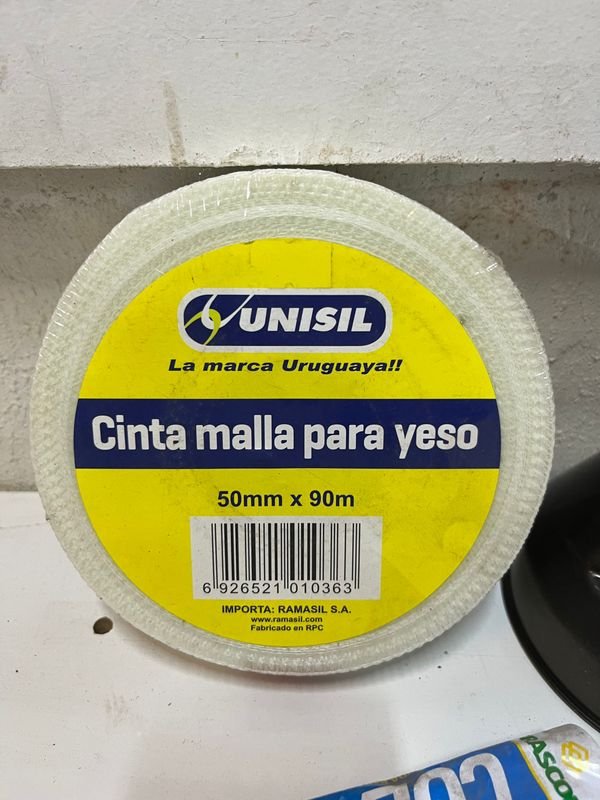 UNISIL
La marca Uruguaya!!
Cinta malla para yeso
50mm x 90m
6 926521 010363
IMPORTA: RAMASIL S.A.
www.ramasil.com
Fabricado en RPC